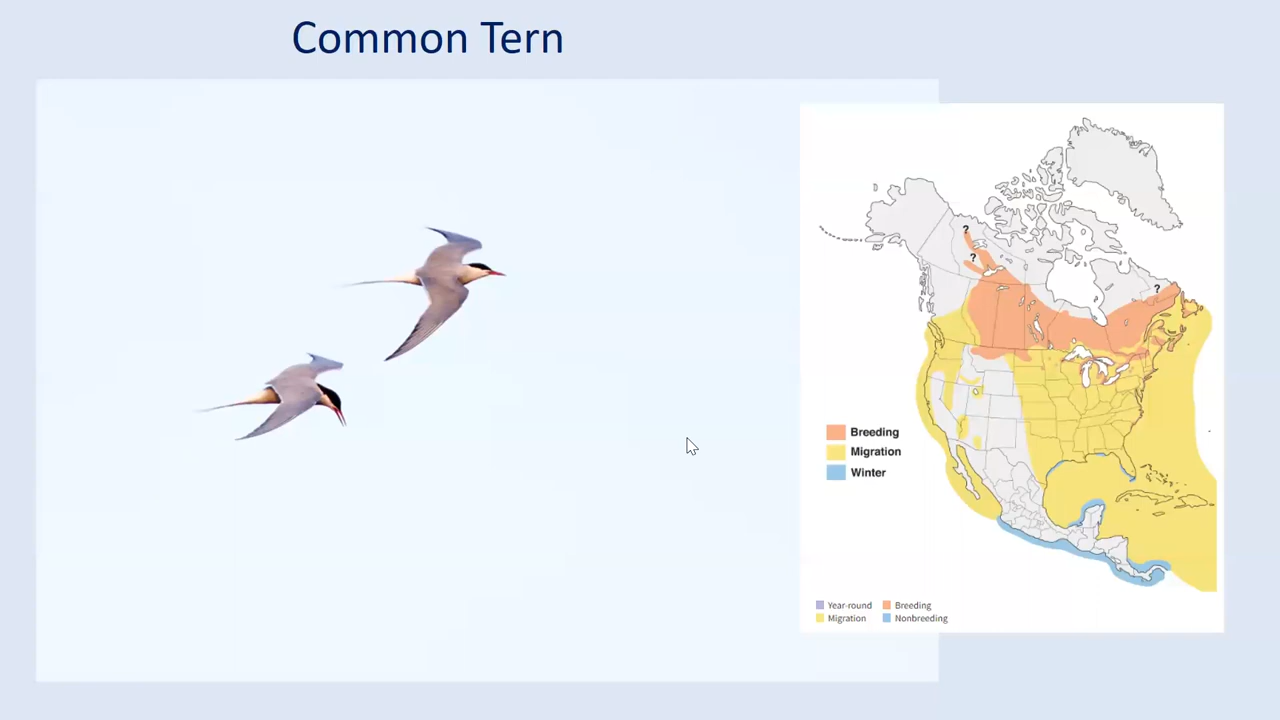 Common Tern
?
?
?
Breeding
Migration
Winter
Year-round Breeding
Migration Nonbreeding